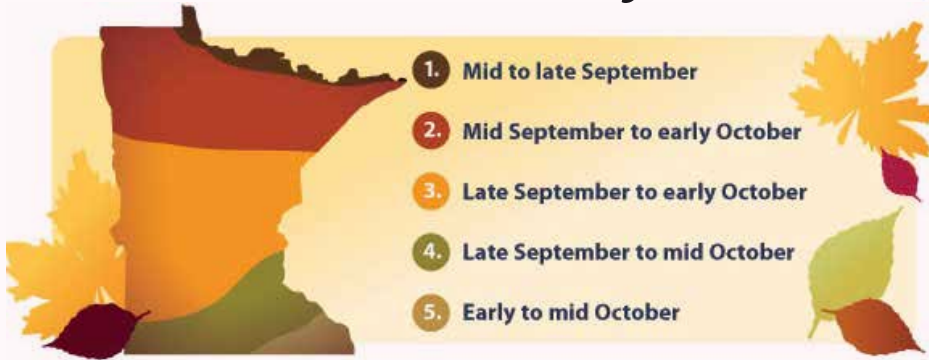 1. Mid to late September
2. Mid September to early October
3. Late September to early October
4. Late September to mid October
5. Early to mid October